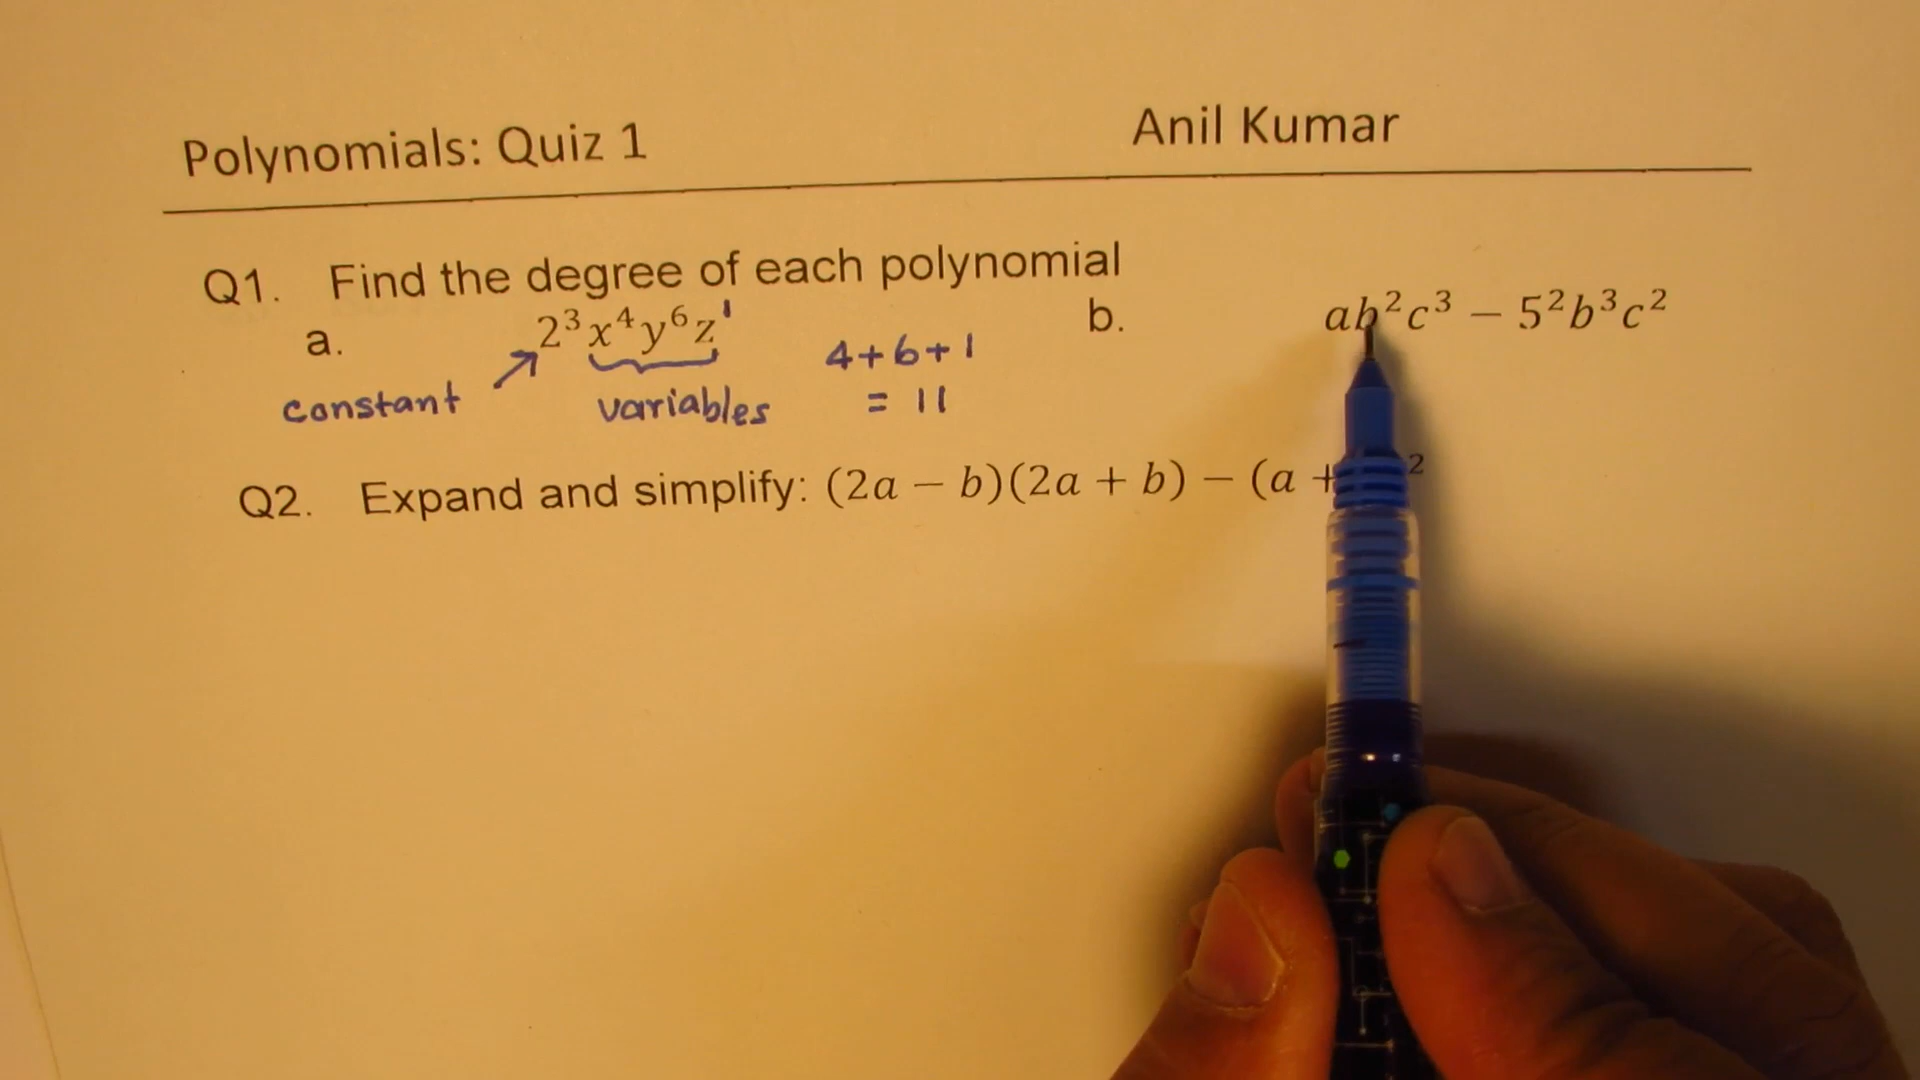 Polynomials: Quiz 1 Anil Kumar
Q1. Find the degree of each polynomial
a. 2³x⁴y⁶z¹ b. ab²c³ − 5²b³c²
constant variables 4+6+1
= 11
Q2. Expand and simplify: (2a − b)(2a + b) − (a + ²